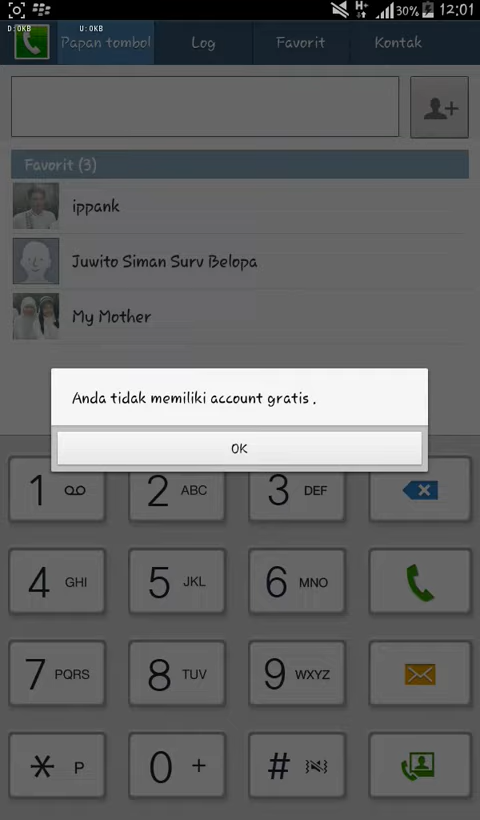 H+ 30% 12:01
D:0KB U:0KB
Papan tombol Log Favorit Kontak
Favorit (3)
ippank
Juwito Siman Surv Belopa
My Mother
Anda tidak memiliki account gratis .
OK
1 2 ABC 3 DEF
4 GHI 5 JKL 6 MNO
7 PQRS 8 TUV 9 WXYZ
* P 0 + #